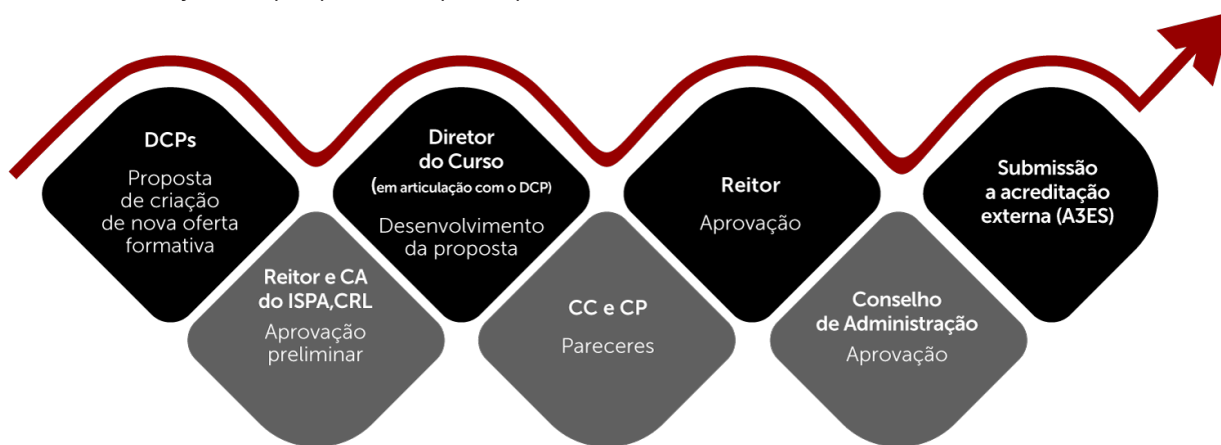 DCPs
Proposta
de criação
de nova oferta
formativa
Reitor e CA
do ISPA,CRL
Aprovação
preliminar
Diretor
do Curso
(em articulação com o DCP)
Desenvolvimento
da proposta
CC e CP
Pareceres
Reitor
Aprovação
Conselho
de Administração
Aprovação
Submissão
a acreditação
externa (A3ES)